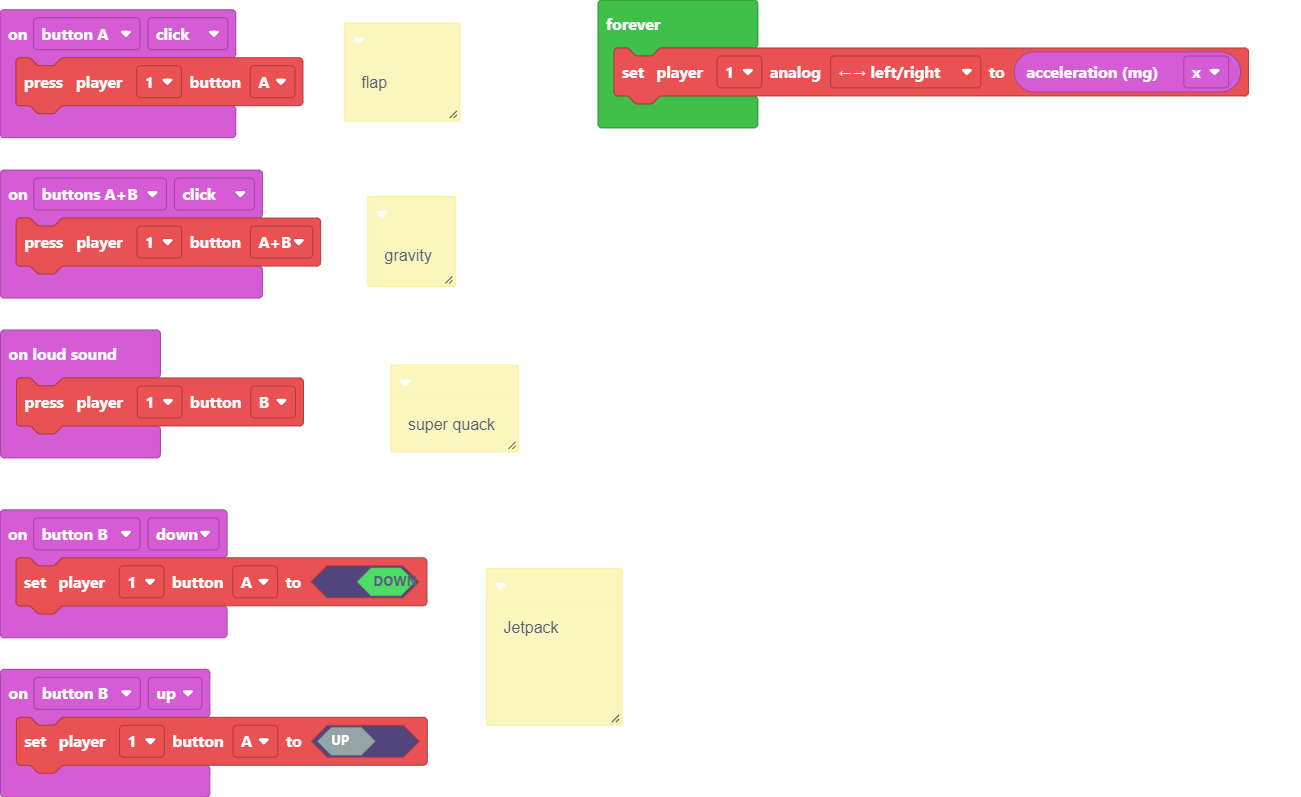 on button A click
press player 1 button A
flap
forever
set player 1 analog ←→ left/right to acceleration (mg) x
on buttons A+B click
press player 1 button A+B
gravity
on loud sound
press player 1 button B
super quack
on button B down
set player 1 button A to DOWN
Jetpack
on button B up
set player 1 button A to UP